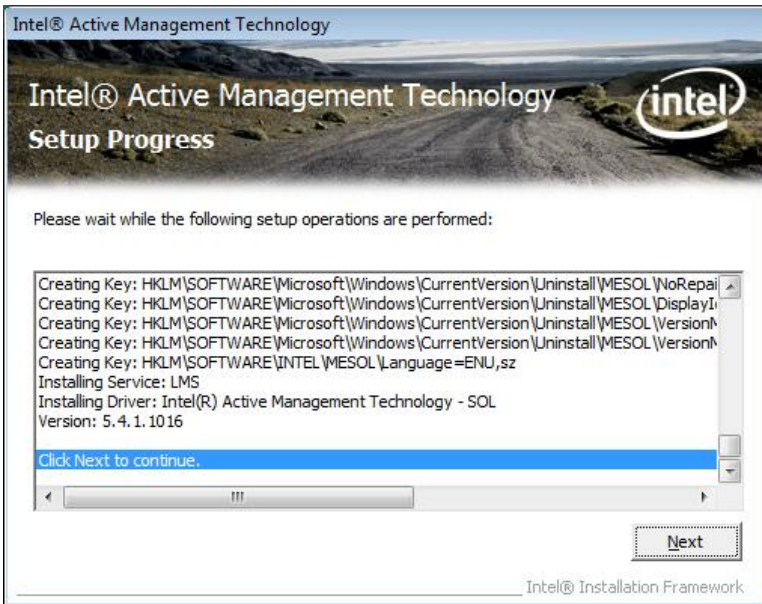 Intel® Active Management Technology
Intel® Active Management Technology
intel
Setup Progress
Please wait while the following setup operations are performed:
Creating Key: HKLM\SOFTWARE\Microsoft\Windows\CurrentVersion\Uninstall\MESOL\NoRepai
Creating Key: HKLM\SOFTWARE\Microsoft\Windows\CurrentVersion\Uninstall\MESOL\DisplayI
Creating Key: HKLM\SOFTWARE\Microsoft\Windows\CurrentVersion\Uninstall\MESOL\VersionM
Creating Key: HKLM\SOFTWARE\Microsoft\Windows\CurrentVersion\Uninstall\MESOL\VersionM
Creating Key: HKLM\SOFTWARE\INTEL\MESOL\Language=ENU,sz
Installing Service: LMS
Installing Driver: Intel(R) Active Management Technology - SOL
Version: 5.4.1.1016
Click Next to continue.
Next
Intel® Installation Framework